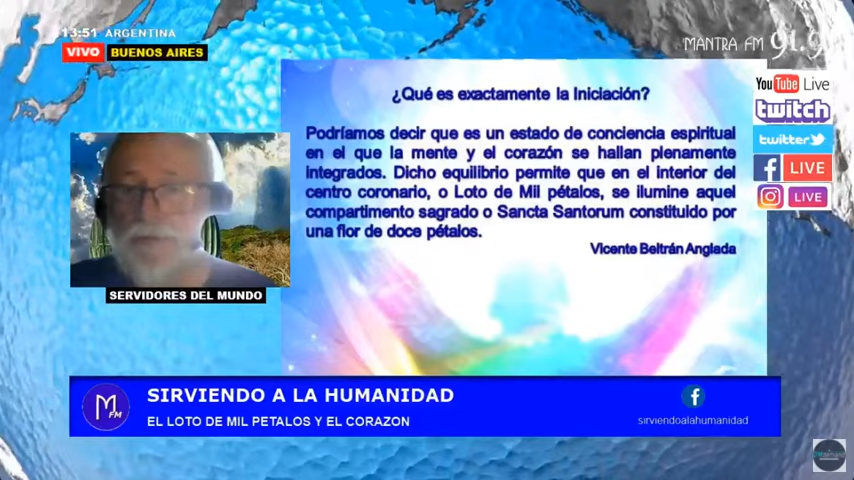 13:51 ARGENTINA
VIVO BUENOS AIRES
MANTRA FM 91.9
¿Qué es exactamente la Iniciación?
Podríamos decir que es un estado de conciencia espiritual
en el que la mente y el corazón se hallan plenamente
integrados. Dicho equilibrio permite que en el interior del
centro coronario, o Loto de Mil pétalos, se ilumine aquel
compartimento sagrado o Sancta Santorum constituido por
una flor de doce pétalos.
Vicente Beltrán Anglada
YouTube Live
twitch
twitter
f LIVE
LIVE
SERVIDORES DEL MUNDO
M FM
SIRVIENDO A LA HUMANIDAD
EL LOTO DE MIL PETALOS Y EL CORAZON
f
sirviendoalahumanidad